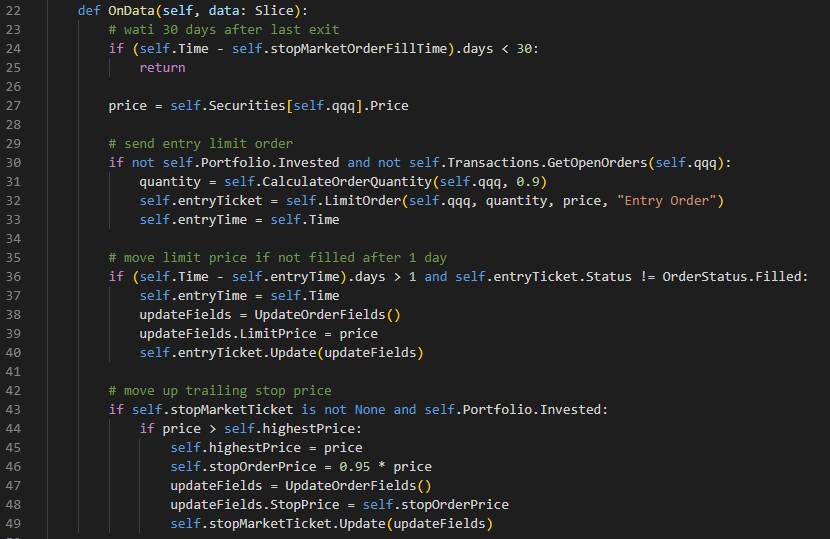 22 def OnData(self, data: Slice):
23 # wati 30 days after last exit
24 if (self.Time - self.stopMarketOrderFillTime).days < 30:
25 return
26
27 price = self.Securities[self.qqq].Price
28
29 # send entry limit order
30 if not self.Portfolio.Invested and not self.Transactions.GetOpenOrders(self.qqq):
31 quantity = self.CalculateOrderQuantity(self.qqq, 0.9)
32 self.entryTicket = self.LimitOrder(self.qqq, quantity, price, "Entry Order")
33 self.entryTime = self.Time
34
35 # move limit price if not filled after 1 day
36 if (self.Time - self.entryTime).days > 1 and self.entryTicket.Status != OrderStatus.Filled:
37 self.entryTime = self.Time
38 updateFields = UpdateOrderFields()
39 updateFields.LimitPrice = price
40 self.entryTicket.Update(updateFields)
41
42 # move up trailing stop price
43 if self.stopMarketTicket is not None and self.Portfolio.Invested:
44 if price > self.highestPrice:
45 self.highestPrice = price
46 self.stopOrderPrice = 0.95 * price
47 updateFields = UpdateOrderFields()
48 updateFields.StopPrice = self.stopOrderPrice
49 self.stopMarketTicket.Update(updateFields)